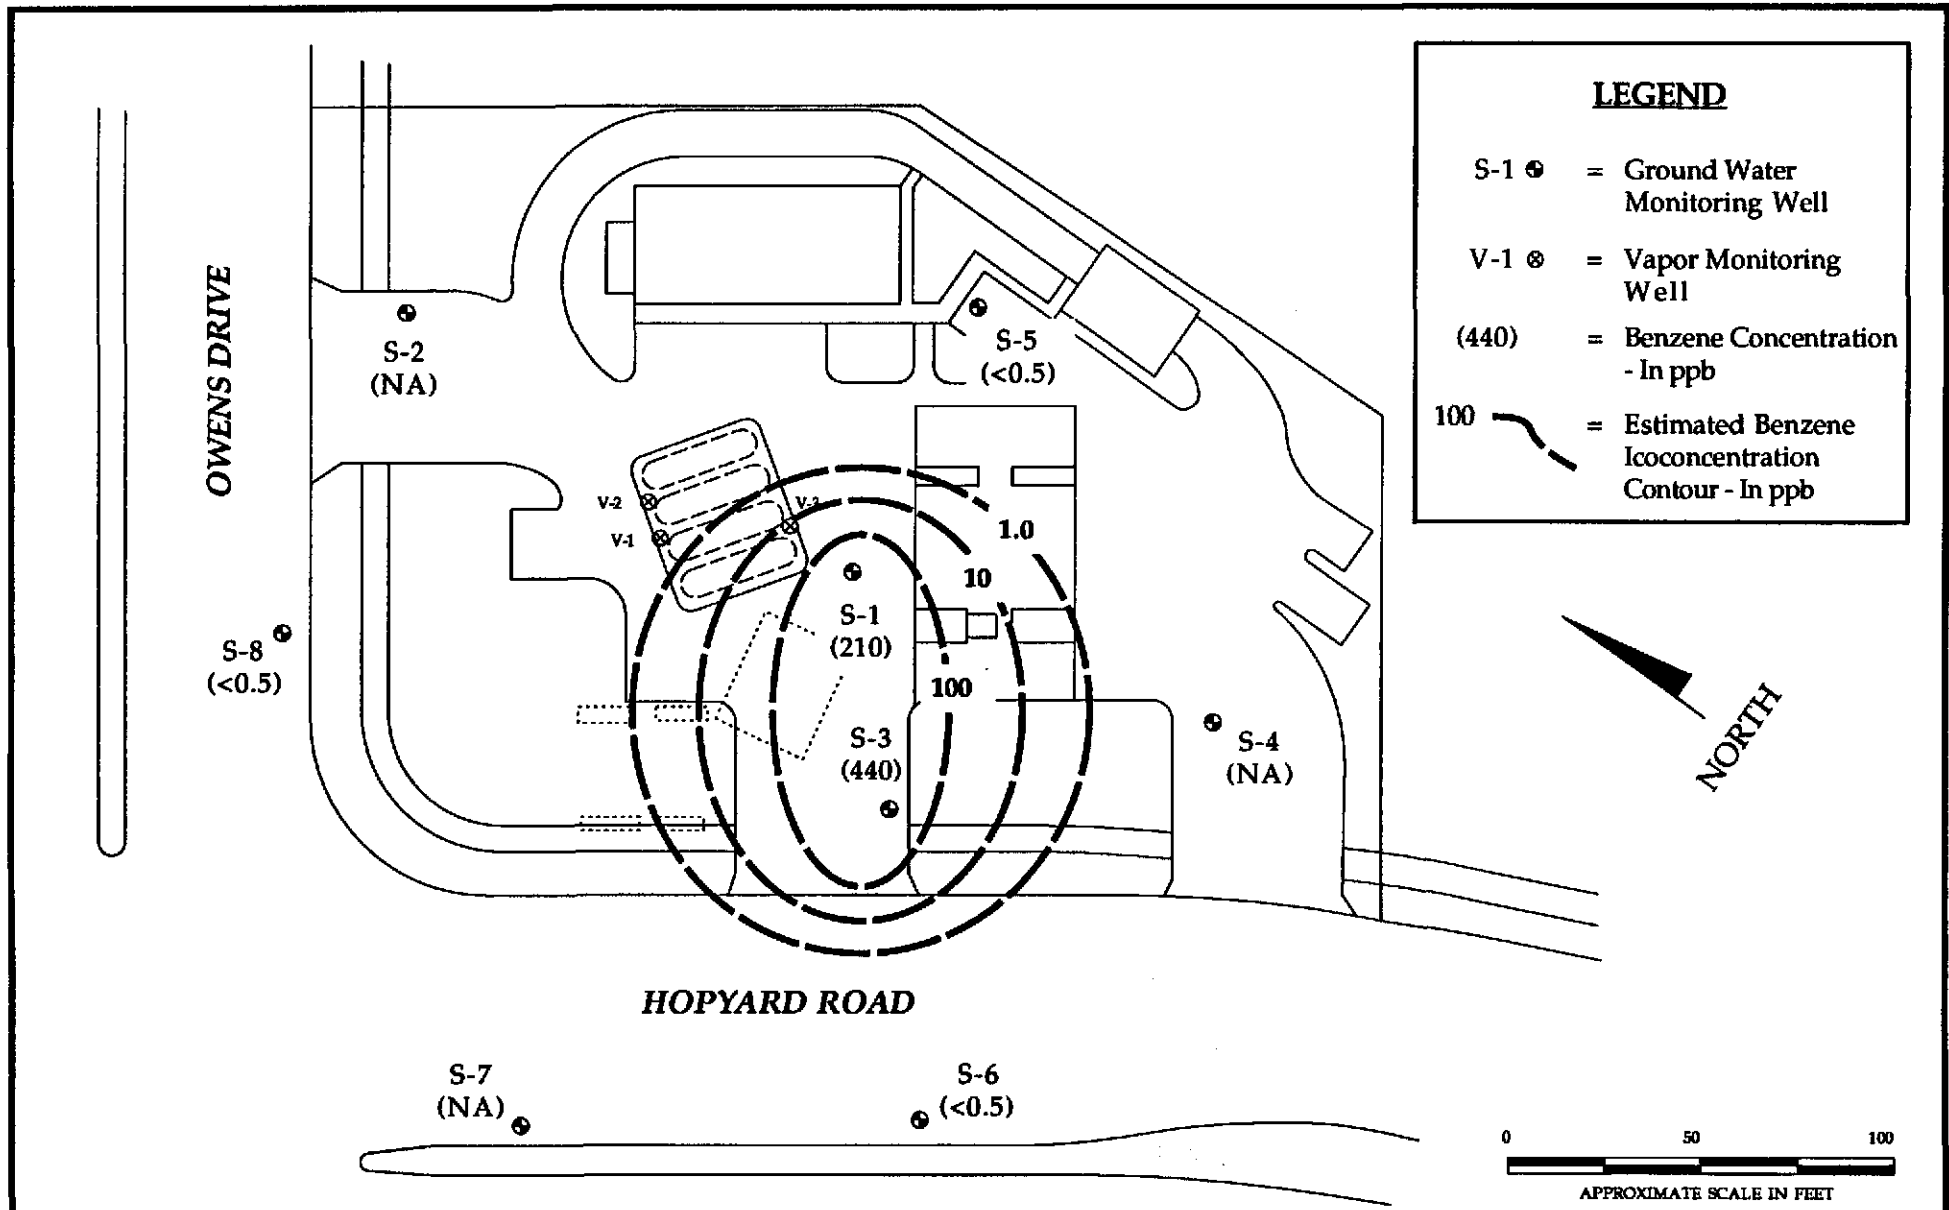 LEGEND
S-1 = Ground Water
Monitoring Well
V-1 = Vapor Monitoring
Well
(440) = Benzene Concentration
- In ppb
100 = Estimated Benzene
Icoconcentration
Contour - In ppb
OWENS DRIVE
S-2
(NA)
S-5
(<0.5)
V-2
V-3
V-1
1.0
10
S-1
(210)
100
S-8
(<0.5)
S-3
(440)
S-4
(NA)
NORTH
HOPYARD ROAD
S-7
(NA)
S-6
(<0.5)
0 50 100
APPROXIMATE SCALE IN FEET